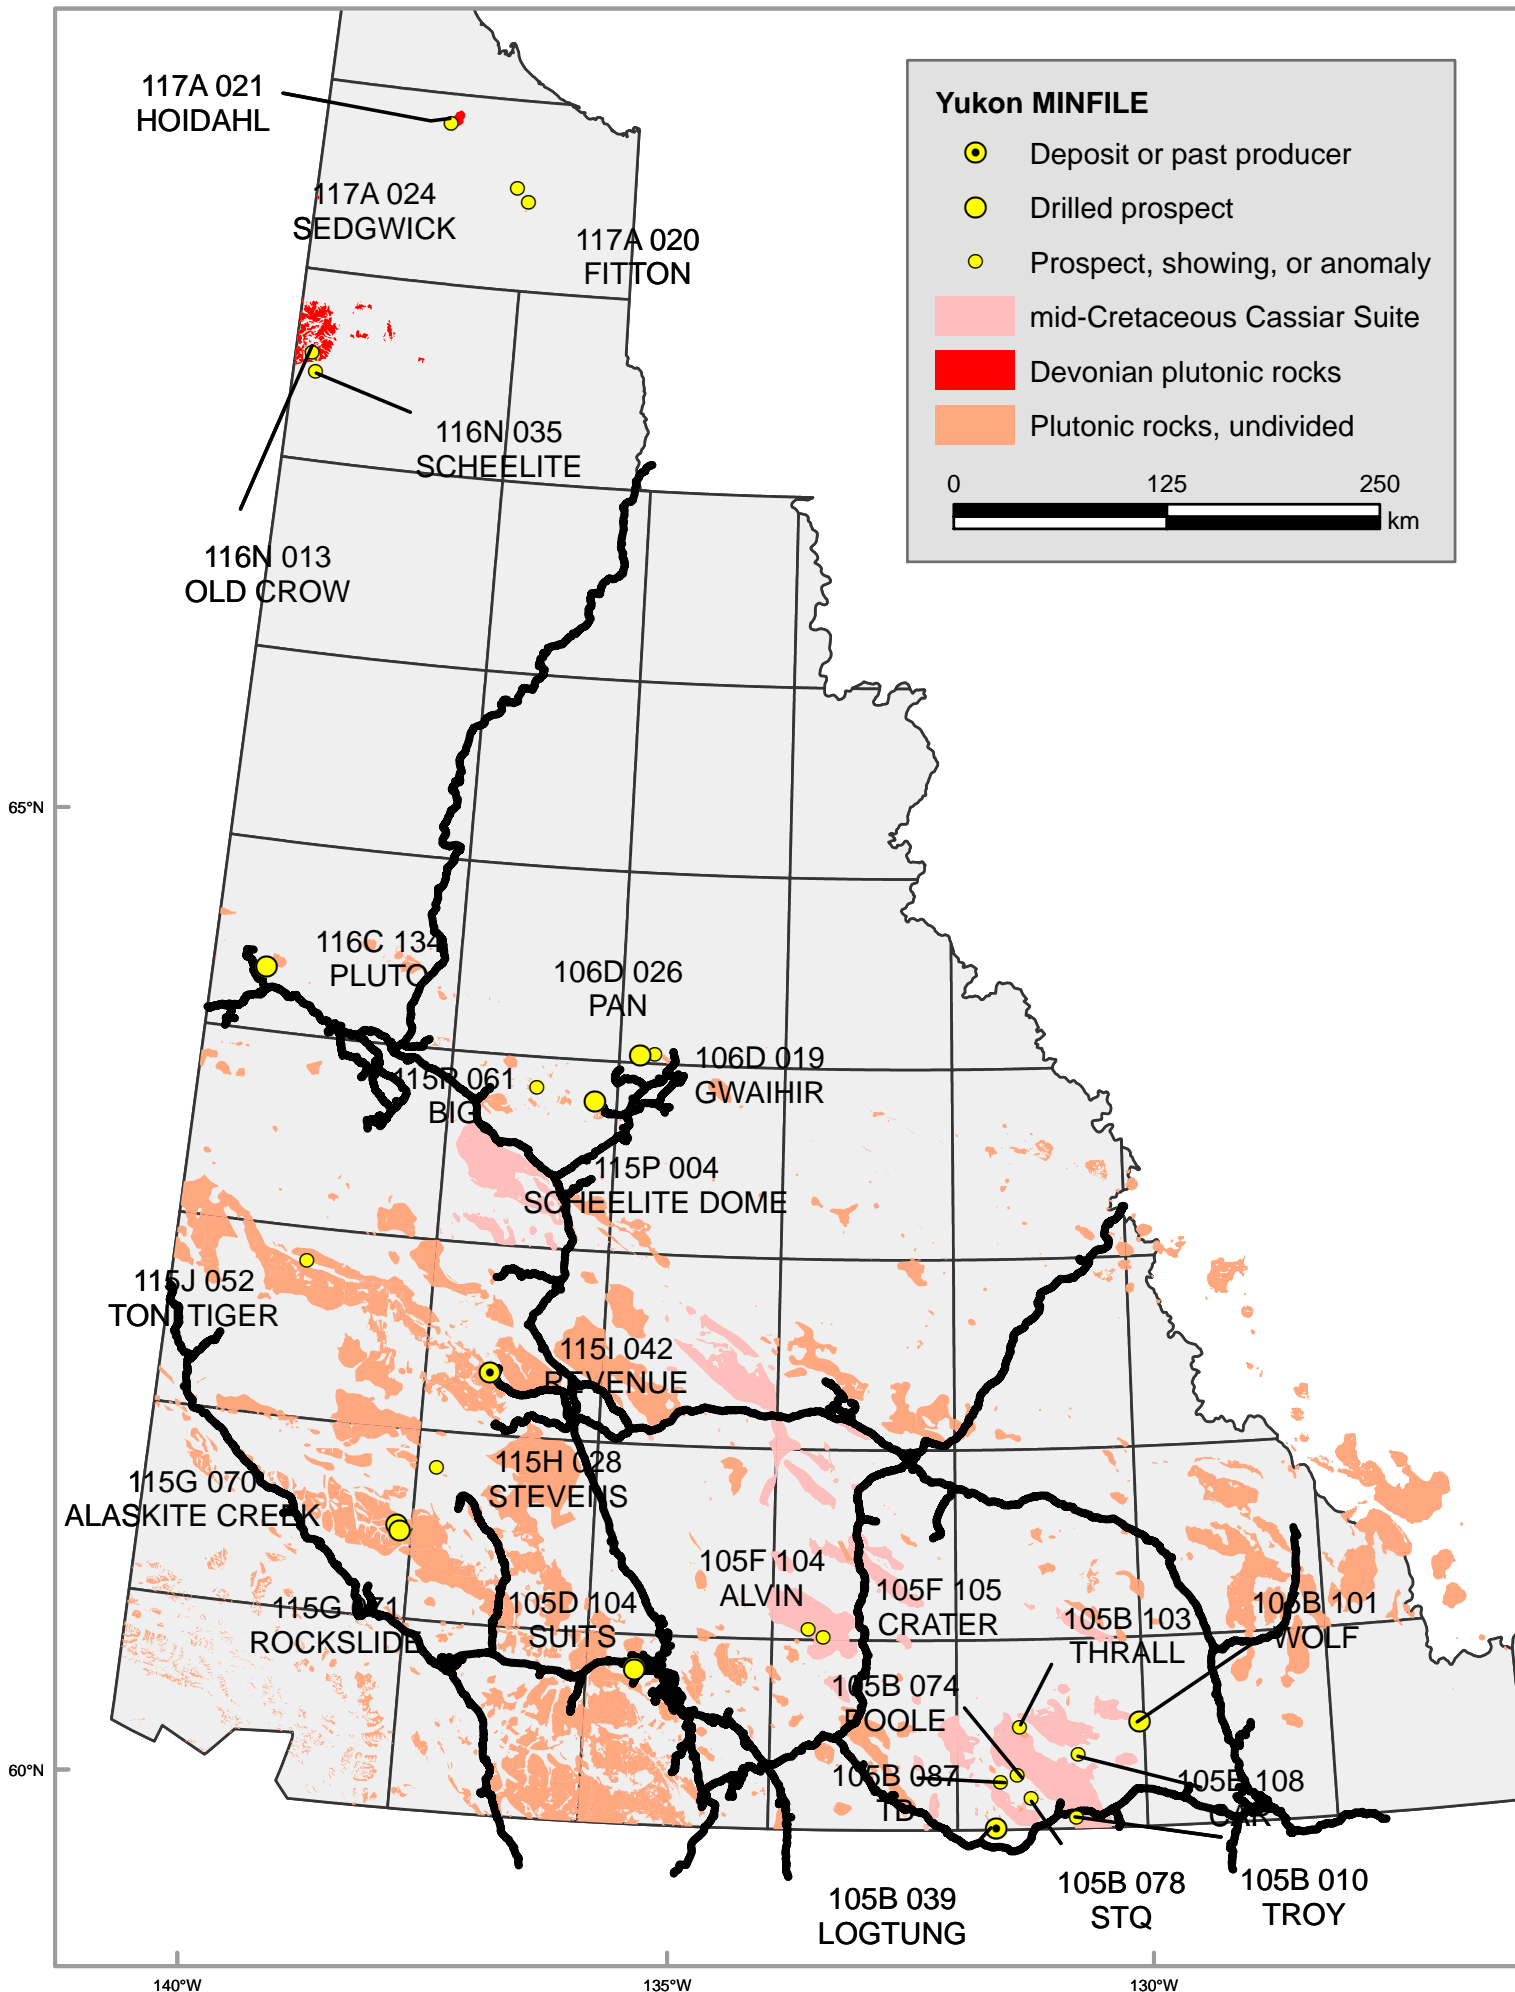 117A 021
HOIDAHL
117A 024
SEDGWICK
117A 020
FITTON
116N 035
SCHEELITE
116N 013
OLD CROW
Yukon MINFILE
Deposit or past producer
Drilled prospect
Prospect, showing, or anomaly
mid-Cretaceous Cassiar Suite
Devonian plutonic rocks
Plutonic rocks, undivided
0 125 250
km
65°N
116C 134
PLUTO
106D 026
PAN
106D 019
GWAIHIR
115P 061
BIG
115P 004
SCHEELITE DOME
115J 052
TONI TIGER
115I 042
REVENUE
115H 028
STEVENS
115G 070
ALASKITE CREEK
115G 071
ROCKSLIDE
105D 104
SUITS
105F 104
ALVIN
105F 105
CRATER
105B 103
THRALL
105B 101
WOLF
105B 074
POOLE
105B 087
TB
105B 108
CAR
60°N
105B 039
LOGTUNG
105B 078
STQ
105B 010
TROY
140°W 135°W 130°W